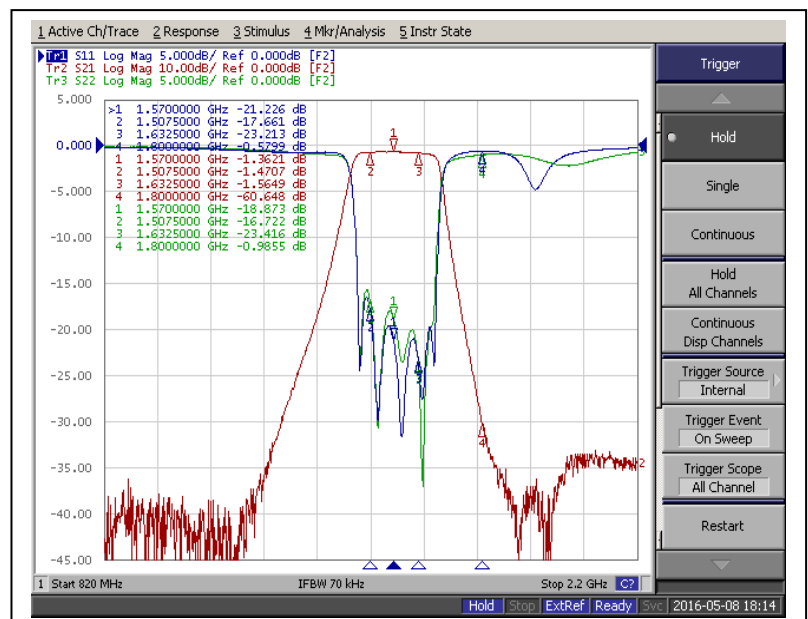 1 Active Ch/Trace 2 Response 3 Stimulus 4 Mkr/Analysis 5 Instr State
Tr1 S11 Log Mag 5.000dB/ Ref 0.000dB [F2]
Tr2 S21 Log Mag 10.00dB/ Ref 0.000dB [F2]
Tr3 S22 Log Mag 5.000dB/ Ref 0.000dB [F2]
5.000
0.000
-5.000
-10.00
-15.00
-20.00
-25.00
-30.00
-35.00
-40.00
-45.00
>1 1.5700000 GHz -21.226 dB
2 1.5075000 GHz -17.661 dB
3 1.6325000 GHz -23.213 dB
4 1.8000000 GHz -0.5799 dB
1 1.5700000 GHz -1.3621 dB
2 1.5075000 GHz -1.4707 dB
3 1.6325000 GHz -1.5649 dB
4 1.8000000 GHz -60.648 dB
1 1.5700000 GHz -18.873 dB
2 1.5075000 GHz -16.722 dB
3 1.6325000 GHz -23.416 dB
4 1.8000000 GHz -0.9855 dB
1
2
3
4
1
2
4
2
1 Start 820 MHz IFBW 70 kHz Stop 2.2 GHz C?
Trigger
Hold
Single
Continuous
Hold
All Channels
Continuous
Disp Channels
Trigger Source
Internal
Trigger Event
On Sweep
Trigger Scope
All Channel
Restart
Hold Stop ExtRef Ready Svc 2016-05-08 18:14